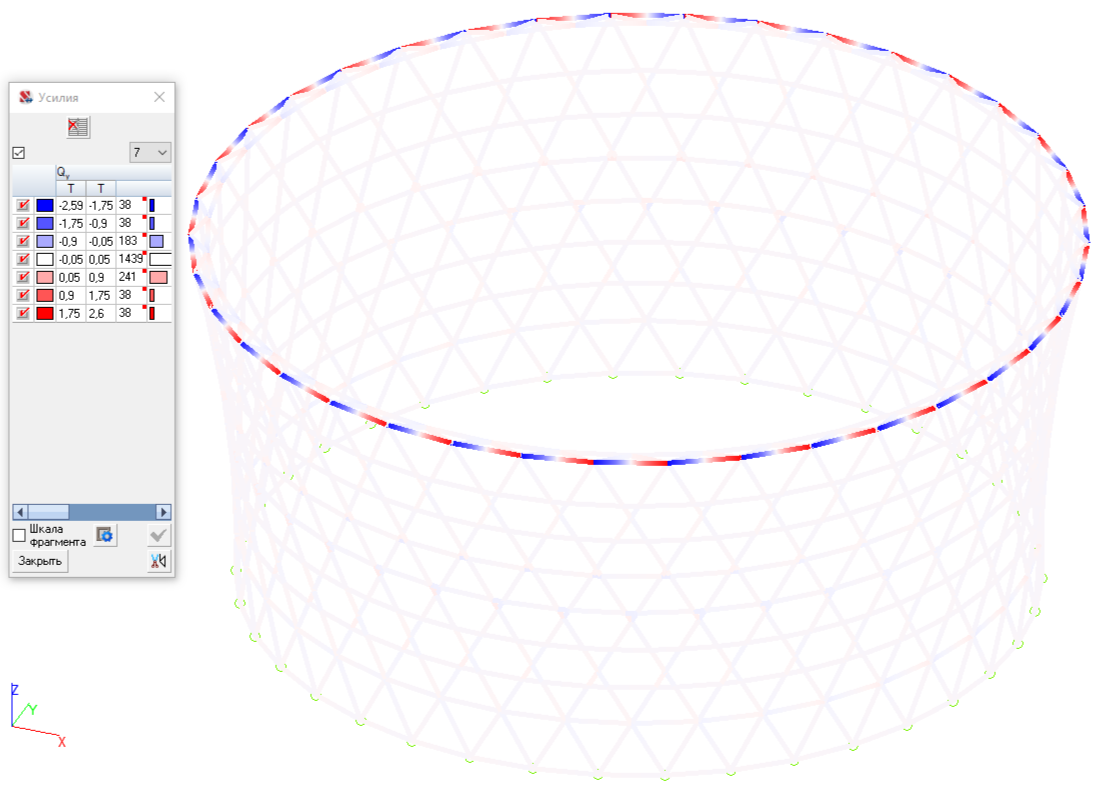 Усилия
7
Qy
Т Т
-2,59 -1,75 38
-1,75 -0,9 38
-0,9 -0,05 183
-0,05 0,05 1439
0,05 0,9 241
0,9 1,75 38
1,75 2,6 38
Шкала
фрагмента
Закрыть
Z
Y
X